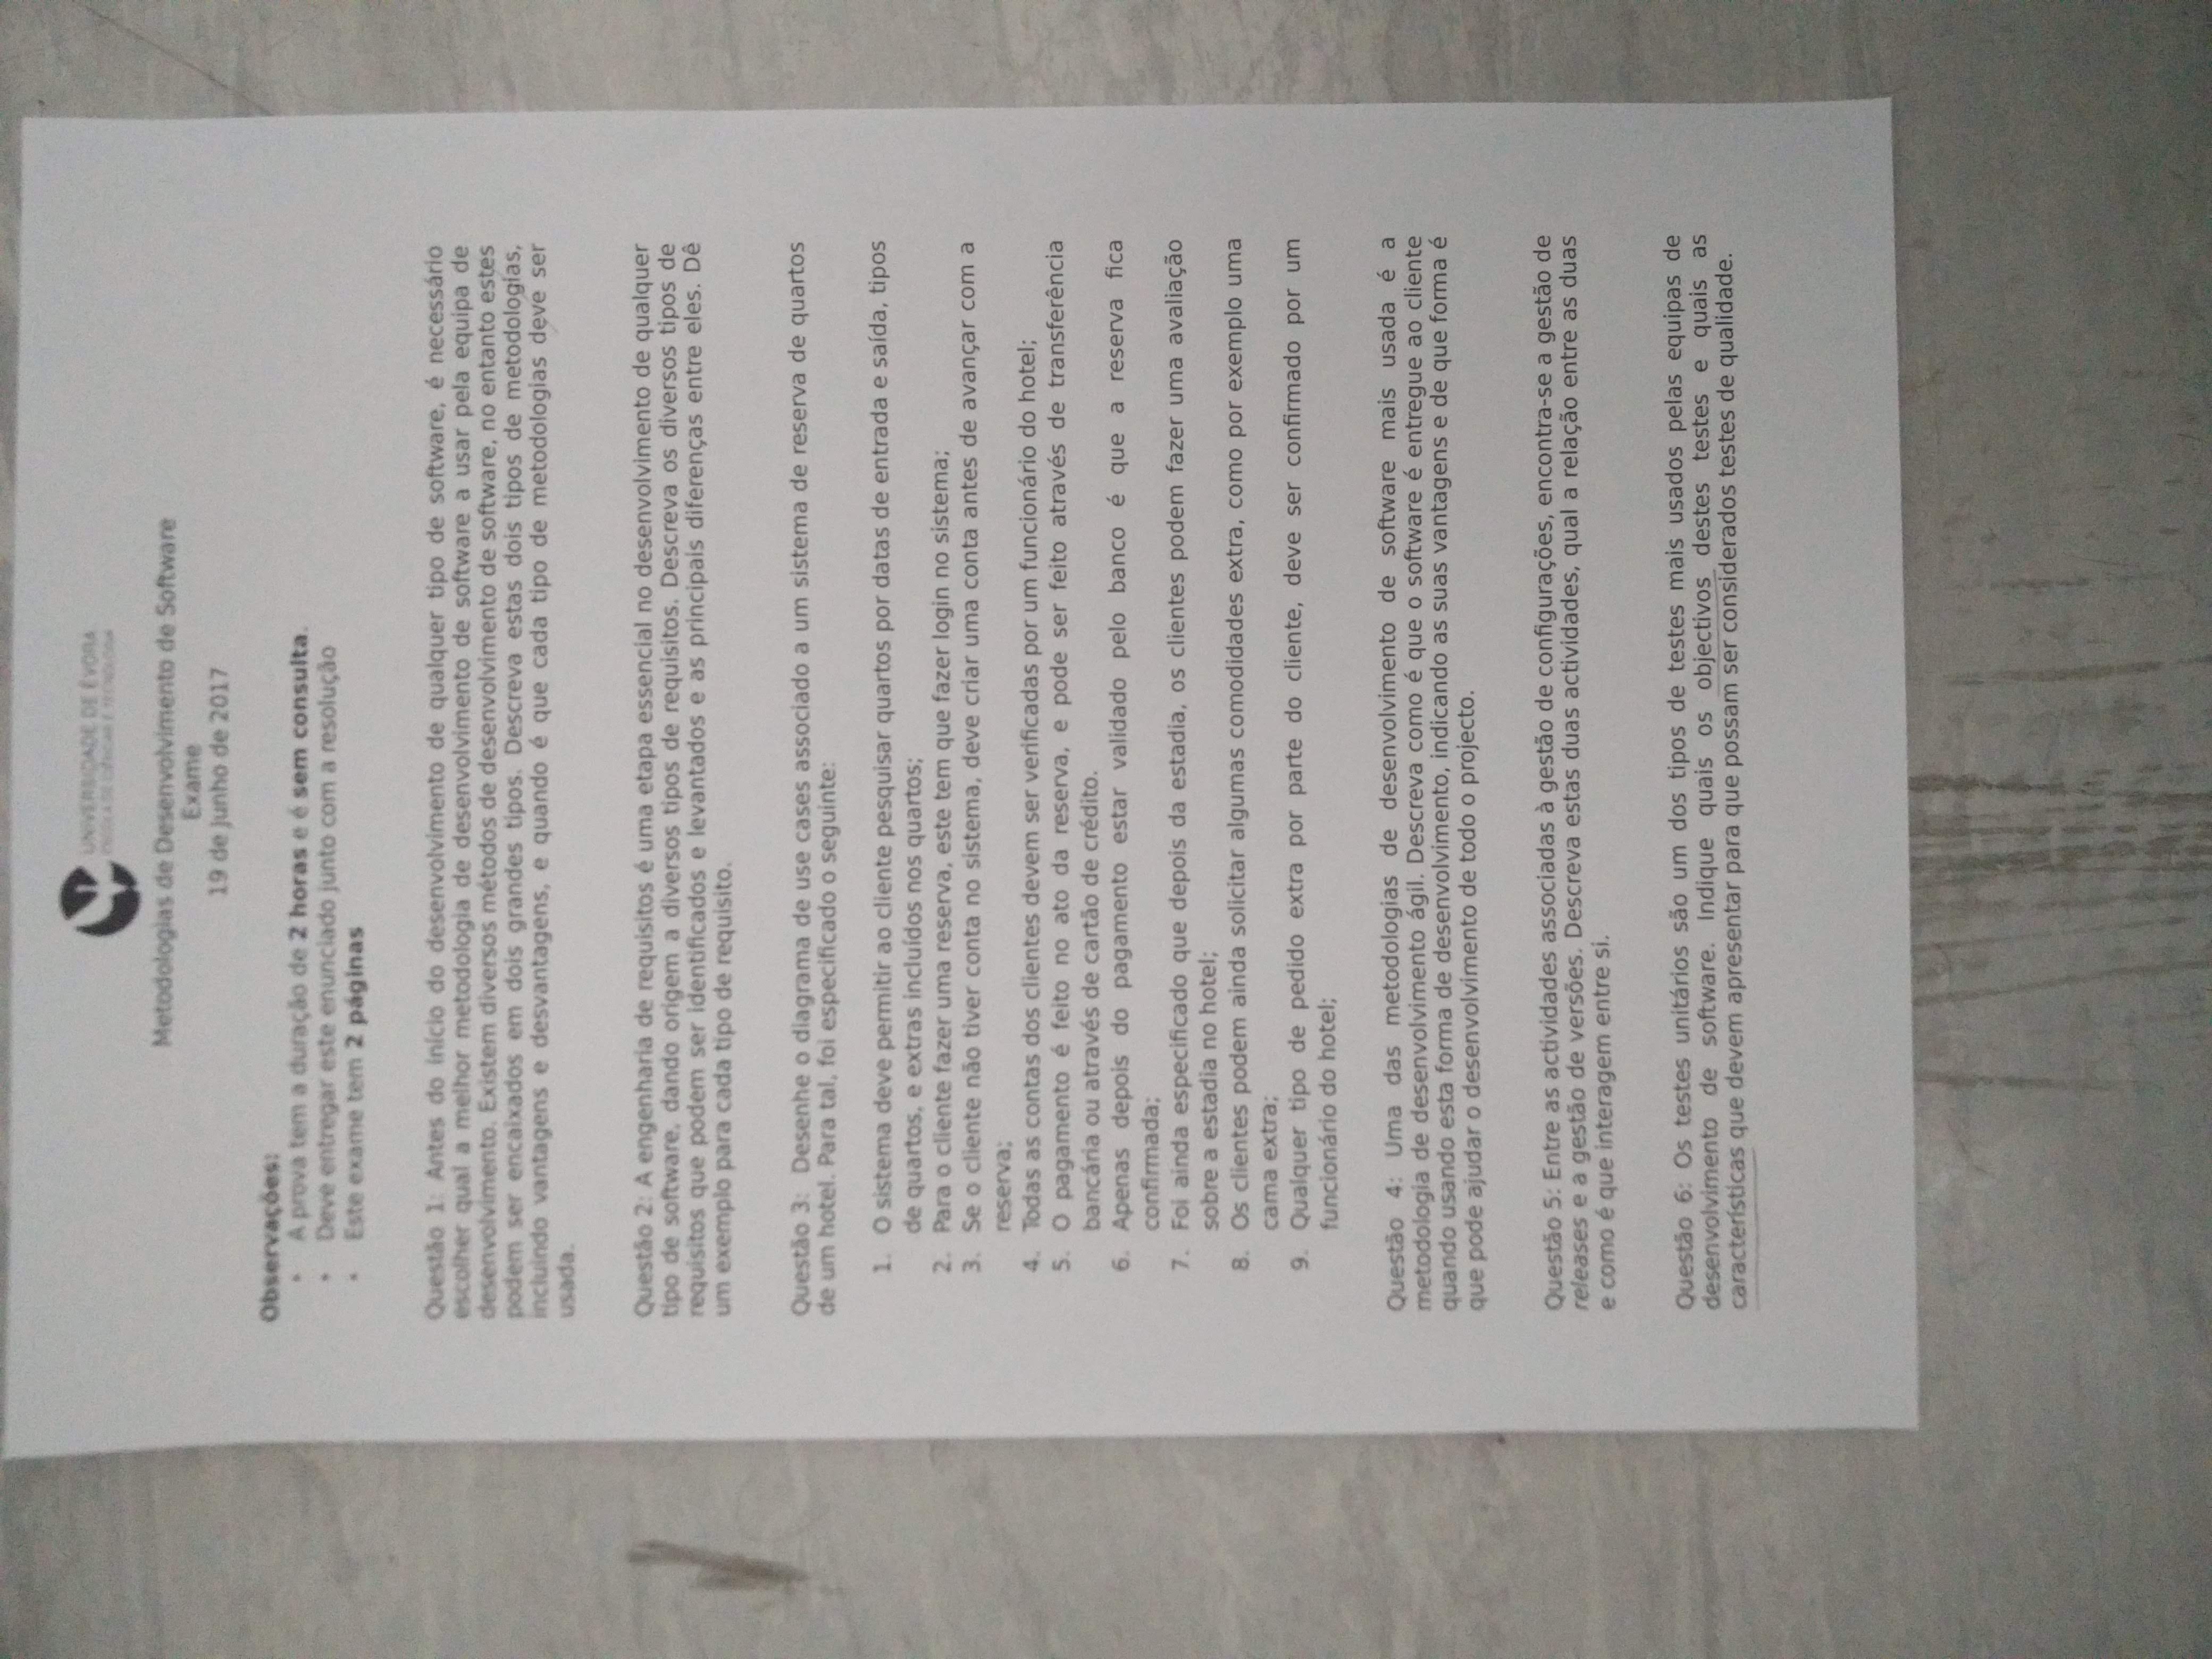 UNIVERSIDADE DE ÉVORA
ESCOLA DE CIÊNCIAS E TECNOLOGIA
Metodologias de Desenvolvimento de Software
Exame
19 de Junho de 2017
Observações:
• A prova tem a duração de 2 horas e é sem consulta.
• Deve entregar este enunciado junto com a resolução
• Este exame tem 2 páginas
Questão 1: Antes do início do desenvolvimento de qualquer tipo de software, é necessário
escolher qual a melhor metodologia de desenvolvimento de software a usar pela equipa de
desenvolvimento. Existem diversos métodos de desenvolvimento de software, no entanto estes
podem ser encaixados em dois grandes tipos. Descreva estas dois tipos de metodologias,
incluindo vantagens e desvantagens, e quando é que cada tipo de metodologias deve ser
usada.
Questão 2: A engenharia de requisitos é uma etapa essencial no desenvolvimento de qualquer
tipo de software, dando origem a diversos tipos de requisitos. Descreva os diversos tipos de
requisitos que podem ser identificados e levantados e as principais diferenças entre eles. Dê
um exemplo para cada tipo de requisito.
Questão 3: Desenhe o diagrama de use cases associado a um sistema de reserva de quartos
de um hotel. Para tal, foi especificado o seguinte:
1. O sistema deve permitir ao cliente pesquisar quartos por datas de entrada e saída, tipos
de quartos, e extras incluídos nos quartos;
2. Para o cliente fazer uma reserva, este tem que fazer login no sistema;
3. Se o cliente não tiver conta no sistema, deve criar uma conta antes de avançar com a
reserva;
4. Todas as contas dos clientes devem ser verificadas por um funcionário do hotel;
5. O pagamento é feito no ato da reserva, e pode ser feito através de transferência
bancária ou através de cartão de crédito.
6. Apenas depois do pagamento estar validado pelo banco é que a reserva fica
confirmada;
7. Foi ainda especificado que depois da estadia, os clientes podem fazer uma avaliação
sobre a estadia no hotel;
8. Os clientes podem ainda solicitar algumas comodidades extra, como por exemplo uma
cama extra;
9. Qualquer tipo de pedido extra por parte do cliente, deve ser confirmado por um
funcionário do hotel;
Questão 4: Uma das metodologias de desenvolvimento de software mais usada é a
metodologia de desenvolvimento ágil. Descreva como é que o software é entregue ao cliente
quando usando esta forma de desenvolvimento, indicando as suas vantagens e de que forma é
que pode ajudar o desenvolvimento de todo o projecto.
Questão 5: Entre as actividades associadas à gestão de configurações, encontra-se a gestão de
releases e a gestão de versões. Descreva estas duas actividades, qual a relação entre as duas
e como é que interagem entre si.
Questão 6: Os testes unitários são um dos tipos de testes mais usados pelas equipas de
desenvolvimento de software. Indique quais os objectivos destes testes e quais as
características que devem apresentar para que possam ser considerados testes de qualidade.